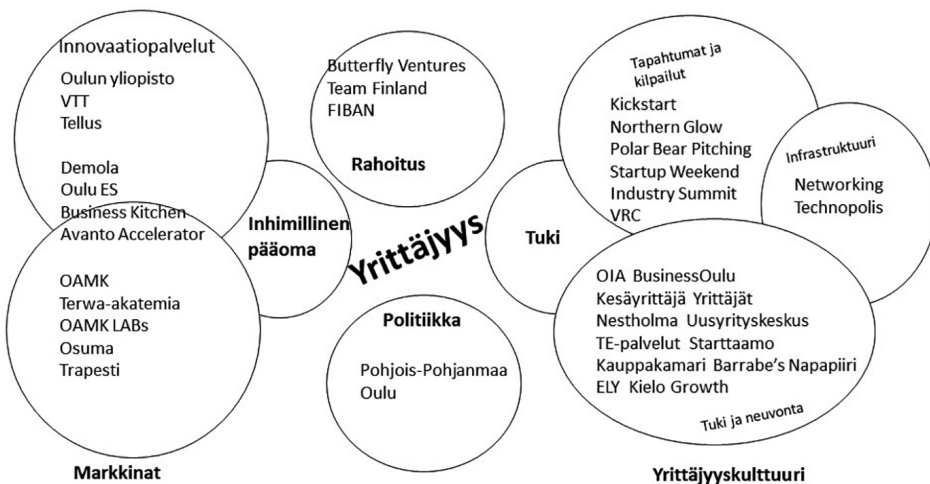 Innovaatiopalvelut
Oulun yliopisto
VTT
Tellus
Demola
Oulu ES
Business Kitchen
Avanto Accelerator
OAMK
Terwa-akatemia
OAMK LABs
Osuma
Trapesti
Markkinat
Inhimillinen
pääoma
Butterfly Ventures
Team Finland
FIBAN
Rahoitus
Yrittäjyys
Politiikka
Pohjois-Pohjanmaa
Oulu
Tuki
Tapahtumat ja
kilpailut
Kickstart
Northern Glow
Polar Bear Pitching
Startup Weekend
Industry Summit
VRC
Infrastruktuuri
Networking
Technopolis
OIA BusinessOulu
Kesäyrittäjä Yrittäjät
Nestholma Uusyrityskeskus
TE-palvelut Starttaamo
Kauppakamari Barrabe's Napapiiri
ELY Kielo Growth
Tuki ja neuvonta
Yrittäjyyskulttuuri